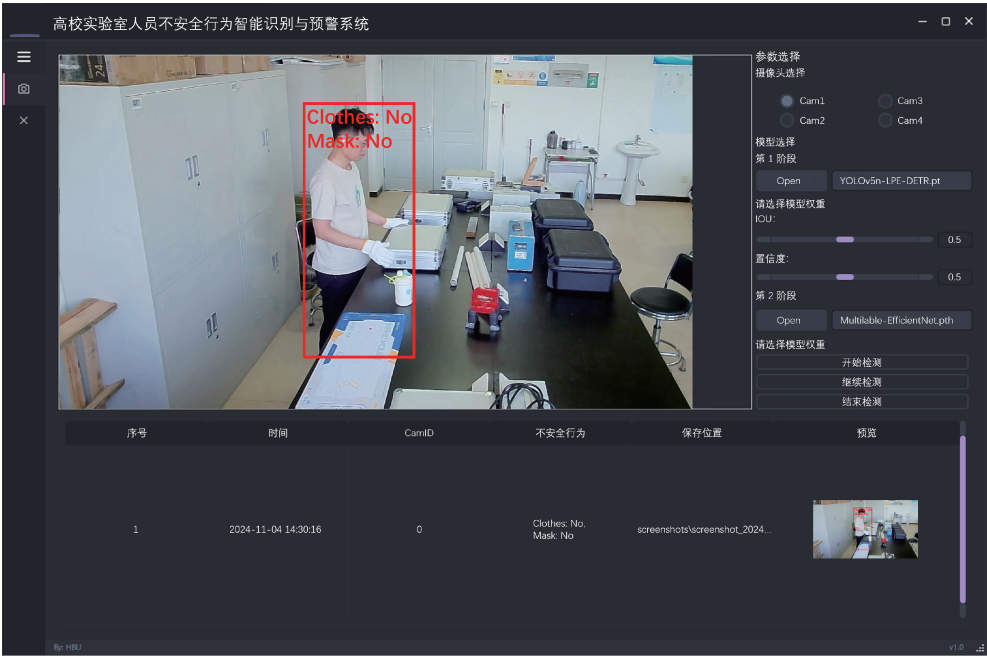 高校实验室人员不安全行为智能识别与预警系统
24
Clothes: No
Mask: No
参数选择
摄像头选择
Cam1
Cam3
Cam2
Cam4
模型选择
第 1 阶段
Open
YOLOv5n-LPE-DETR.pt
请选择模型权重
IOU:
0.5
置信度:
0.5
第 2 阶段
Open
Multilable-EfficientNet.pth
请选择模型权重
开始检测
继续检测
结束检测
序号
时间
CamID
不安全行为
保存位置
预览
1
2024-11-04 14:30:16
0
Clothes: No,
Mask: No
screenshots\screenshot_2024...
By: HBU
v1.0